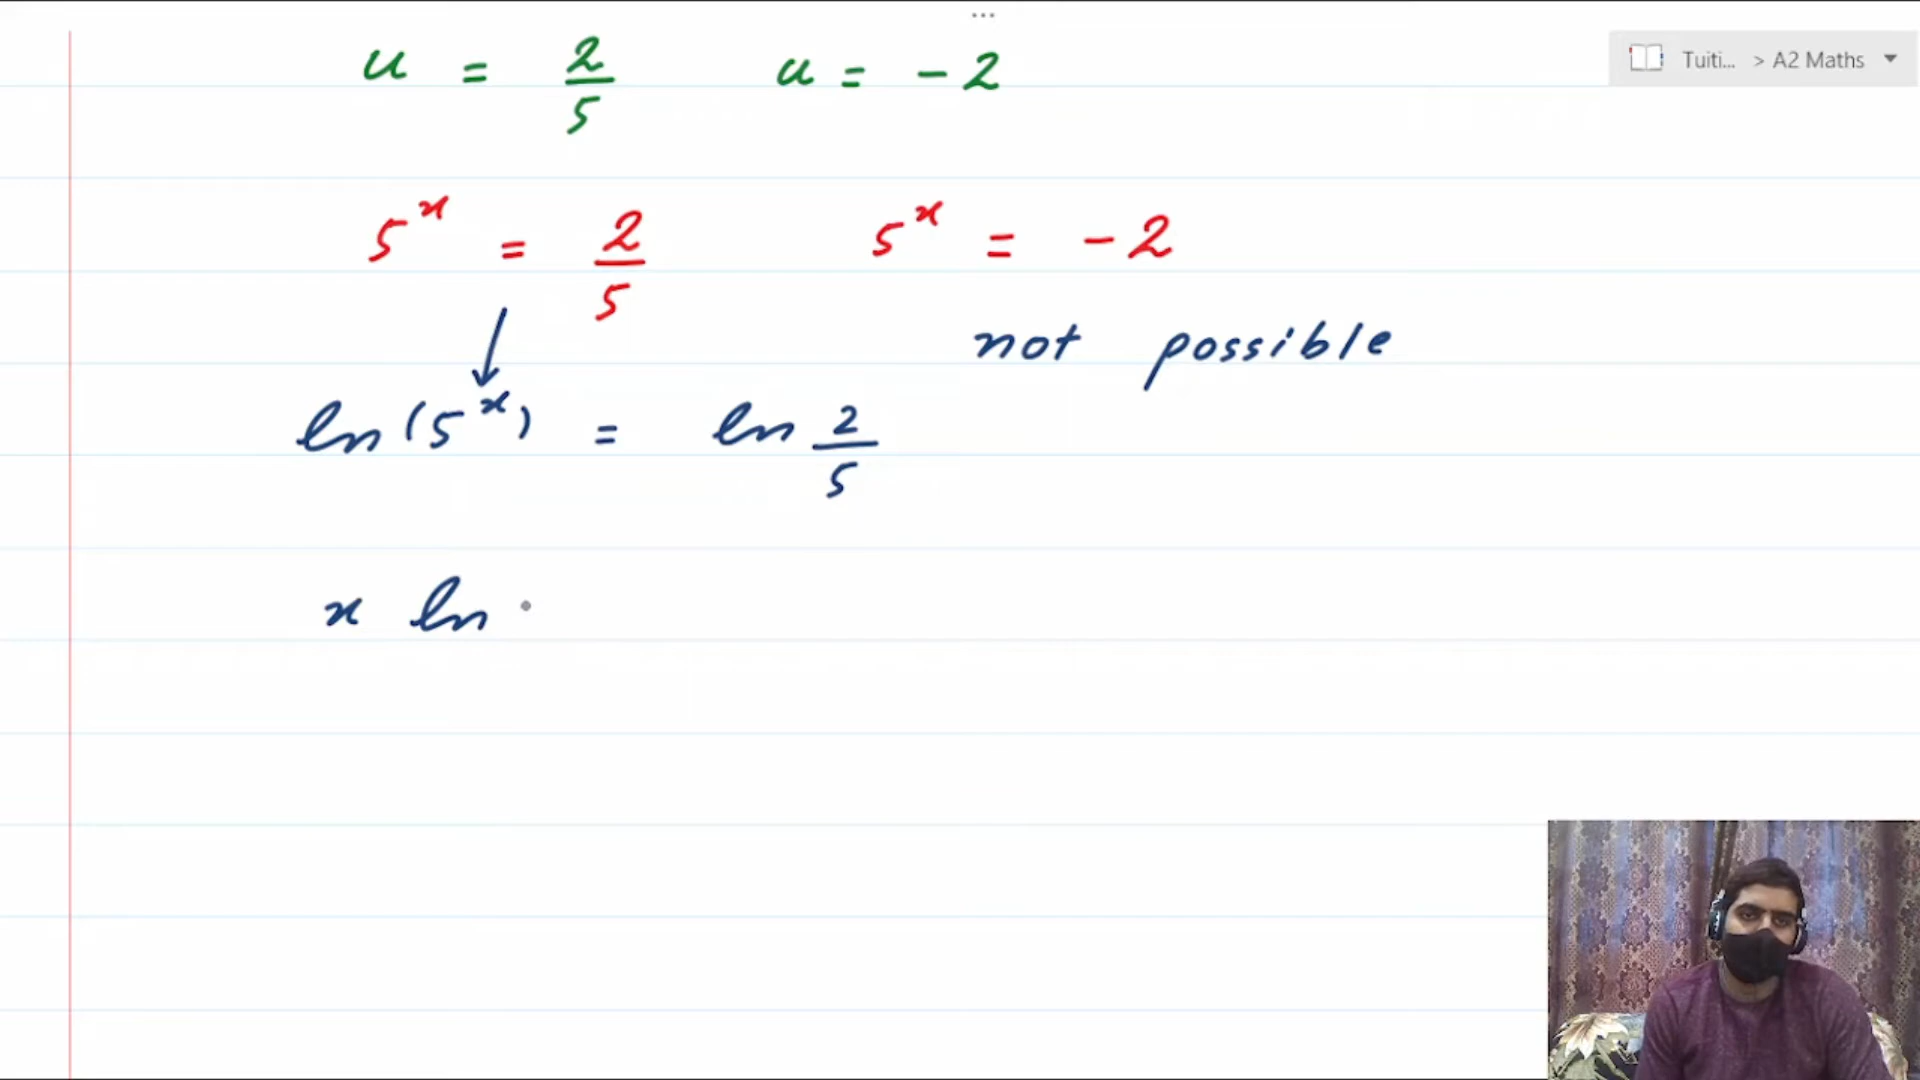 ...
Tuiti... > A2 Maths
u = 2/5    u = -2
5^x = 2/5    5^x = -2
not possible
ln(5^x) = ln 2/5
x ln